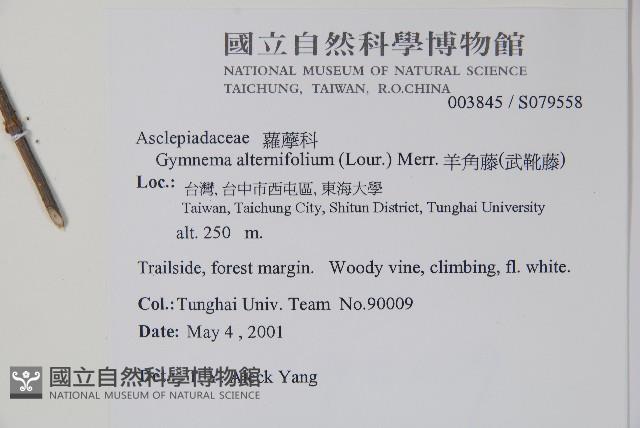 國立自然科學博物館
NATIONAL MUSEUM OF NATURAL SCIENCE
TAICHUNG, TAIWAN, R.O.CHINA
003845 / S079558
Asclepiadaceae 蘿藦科
Gymnema alternifolium (Lour.) Merr. 羊角藤(武靴藤)
Loc.: 台灣, 台中市西屯區, 東海大學
Taiwan, Taichung City, Shitun District, Tunghai University
alt. 250 m.
Trailside, forest margin. Woody vine, climbing, fl. white.
Col.: Tunghai Univ. Team No.90009
Date: May 4 , 2001
Yang
國立自然科學博物館
NATIONAL MUSEUM OF NATURAL SCIENCE